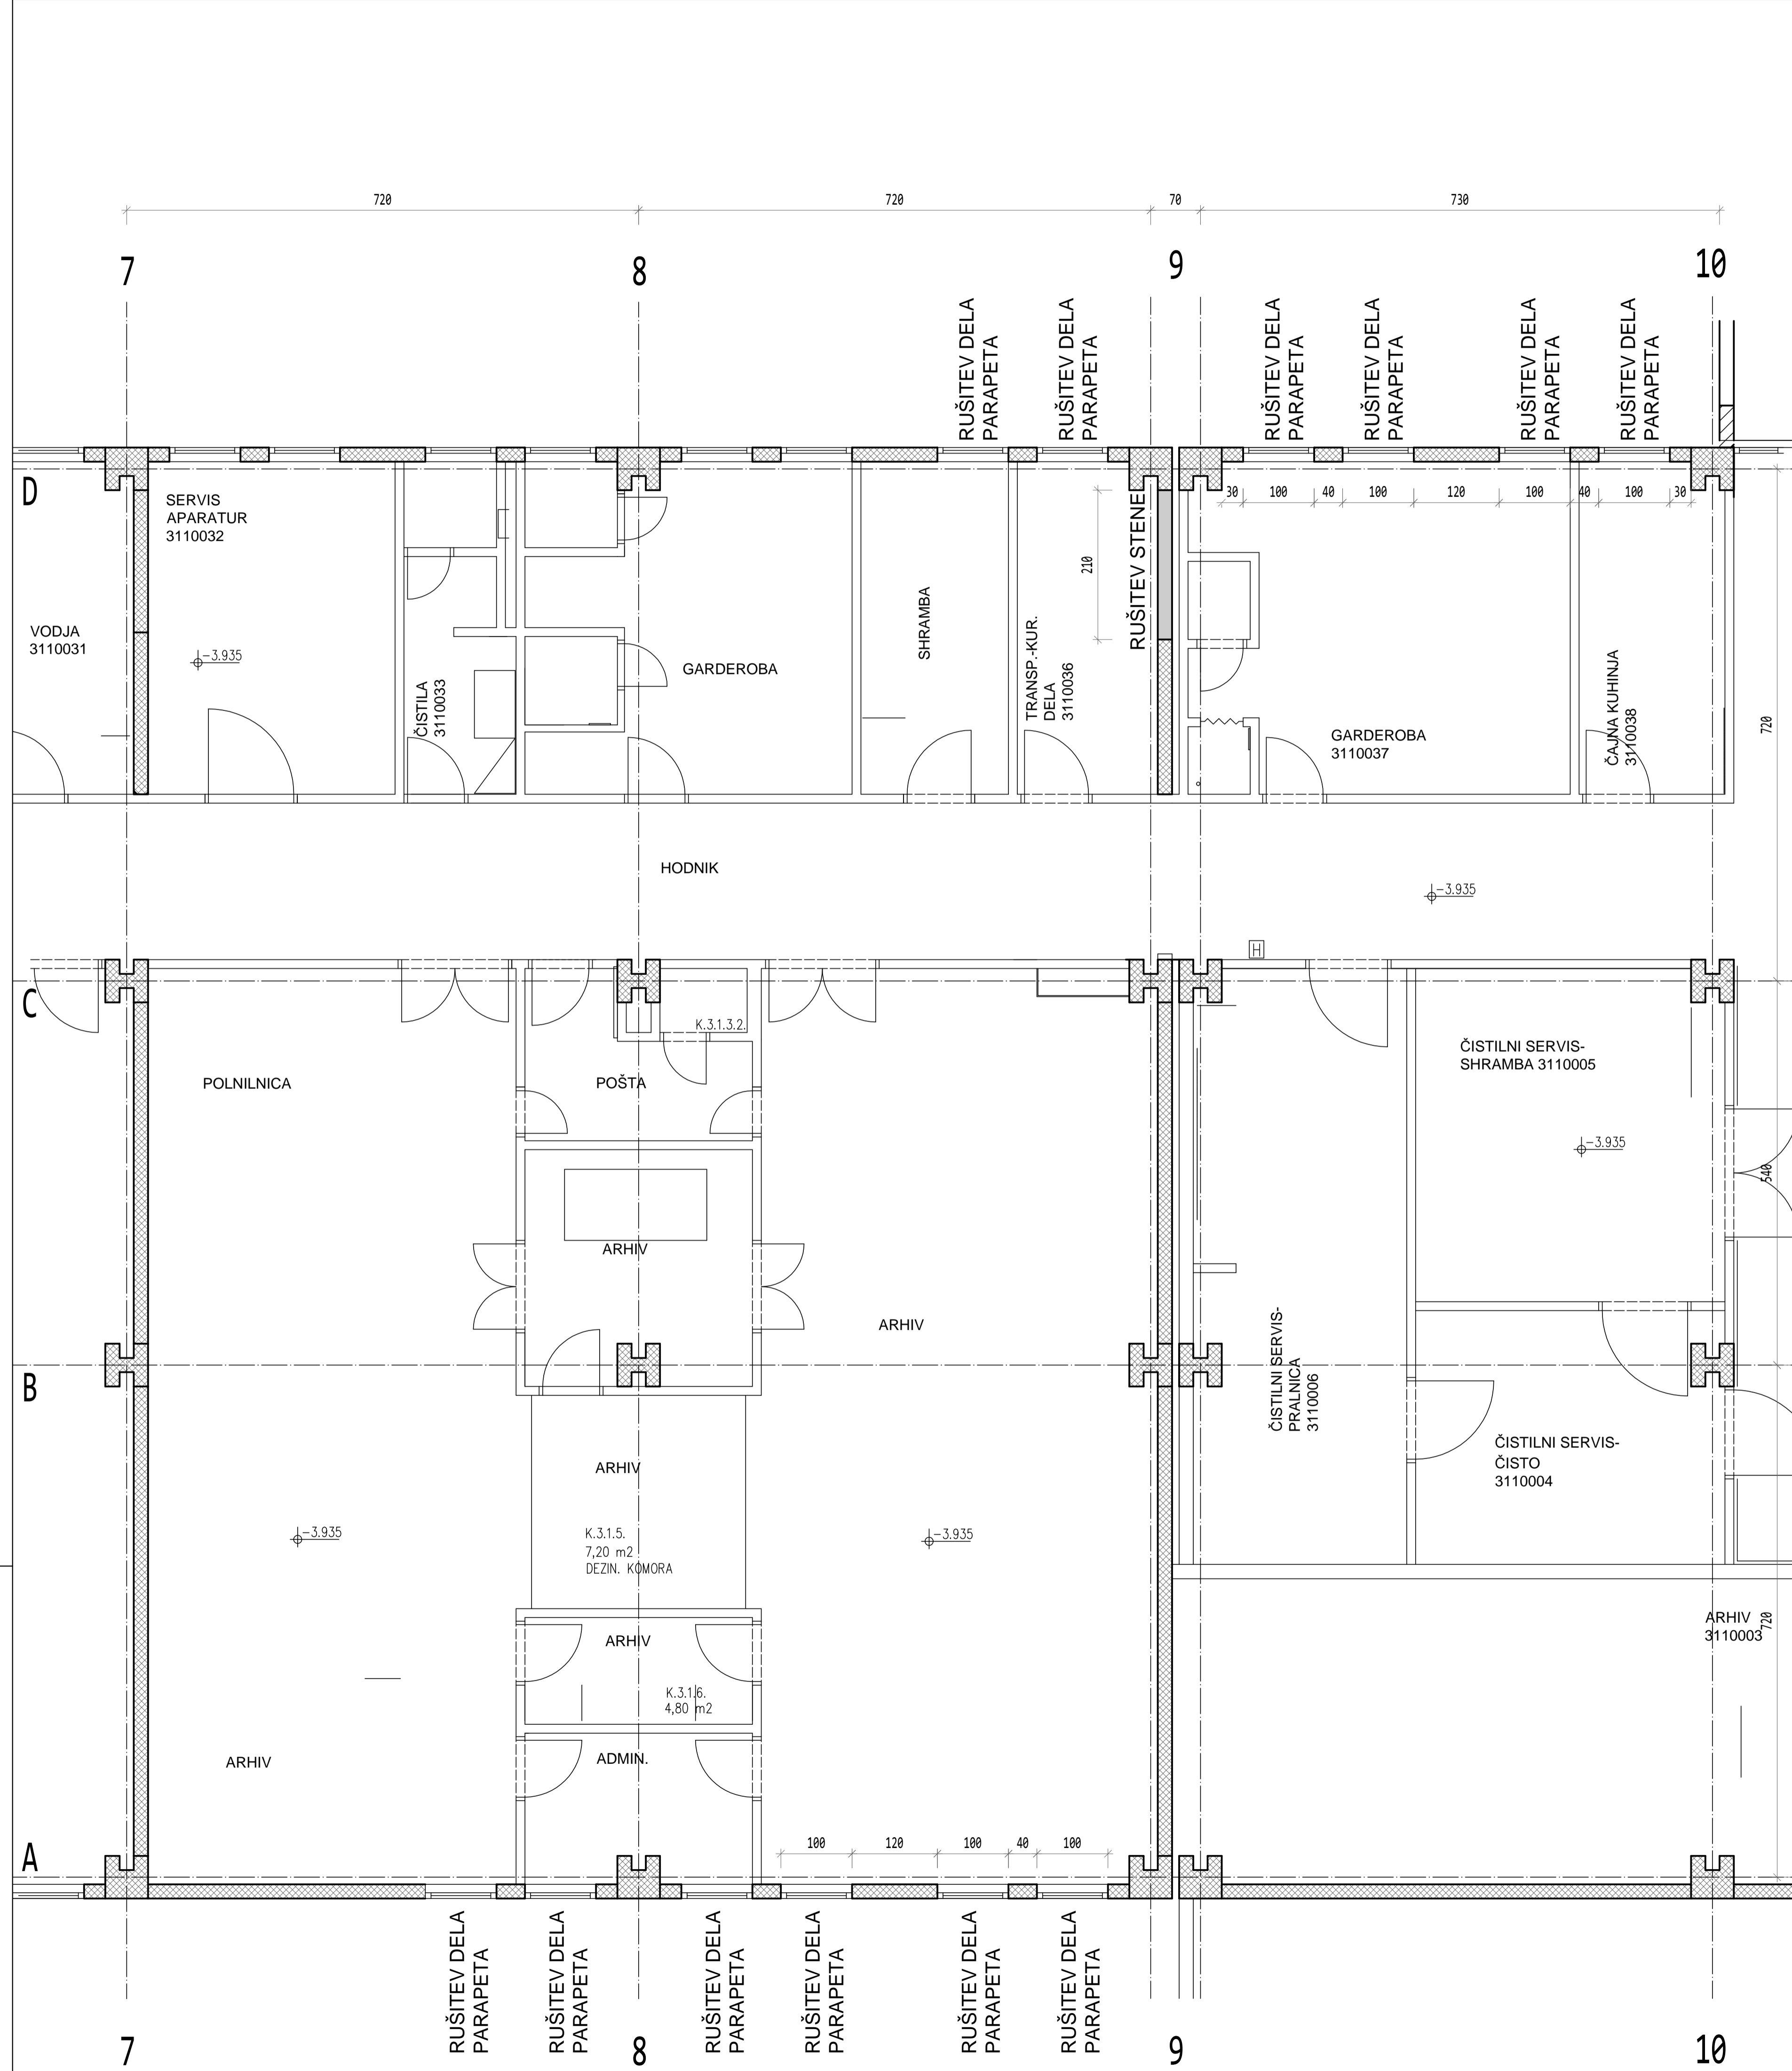 720
720
70
730
7
8
9
10
RUŠITEV DELA
PARAPETA
RUŠITEV DELA
PARAPETA
RUŠITEV DELA
PARAPETA
RUŠITEV DELA
PARAPETA
RUŠITEV DELA
PARAPETA
RUŠITEV DELA
PARAPETA
D
SERVIS
APARATUR
3110032
30
100
40
100
120
100
40
100
30
210
RUŠITEV STENE
VODJA
3110031
-3.935
ČISTILA
3110033
GARDEROBA
SHRAMBA
TRANSP.-KUR.
DELA
3110036
GARDEROBA
3110037
ČAJNA KUHINJA
3110038
720
HODNIK
-3.935
H
C
K.3.1.3.2.
POLNILNICA
POŠTA
ČISTILNI SERVIS-
SHRAMBA 3110005
-3.935
540
ARHIV
ARHIV
B
ČISTILNI SERVIS-
PRALNICA
3110006
ČISTILNI SERVIS-
ČISTO
3110004
ARHIV
-3.935
K.3.1.5.
7,20 m2
DEZIN. KOMORA
-3.935
ARHIV
3110003
720
ARHIV
K.3.1.6.
4,80 m2
ARHIV
ADMIN.
A
100
120
100
40
100
RUŠITEV DELA
PARAPETA
RUŠITEV DELA
PARAPETA
RUŠITEV DELA
PARAPETA
RUŠITEV DELA
PARAPETA
RUŠITEV DELA
PARAPETA
RUŠITEV DELA
PARAPETA
7
8
9
10